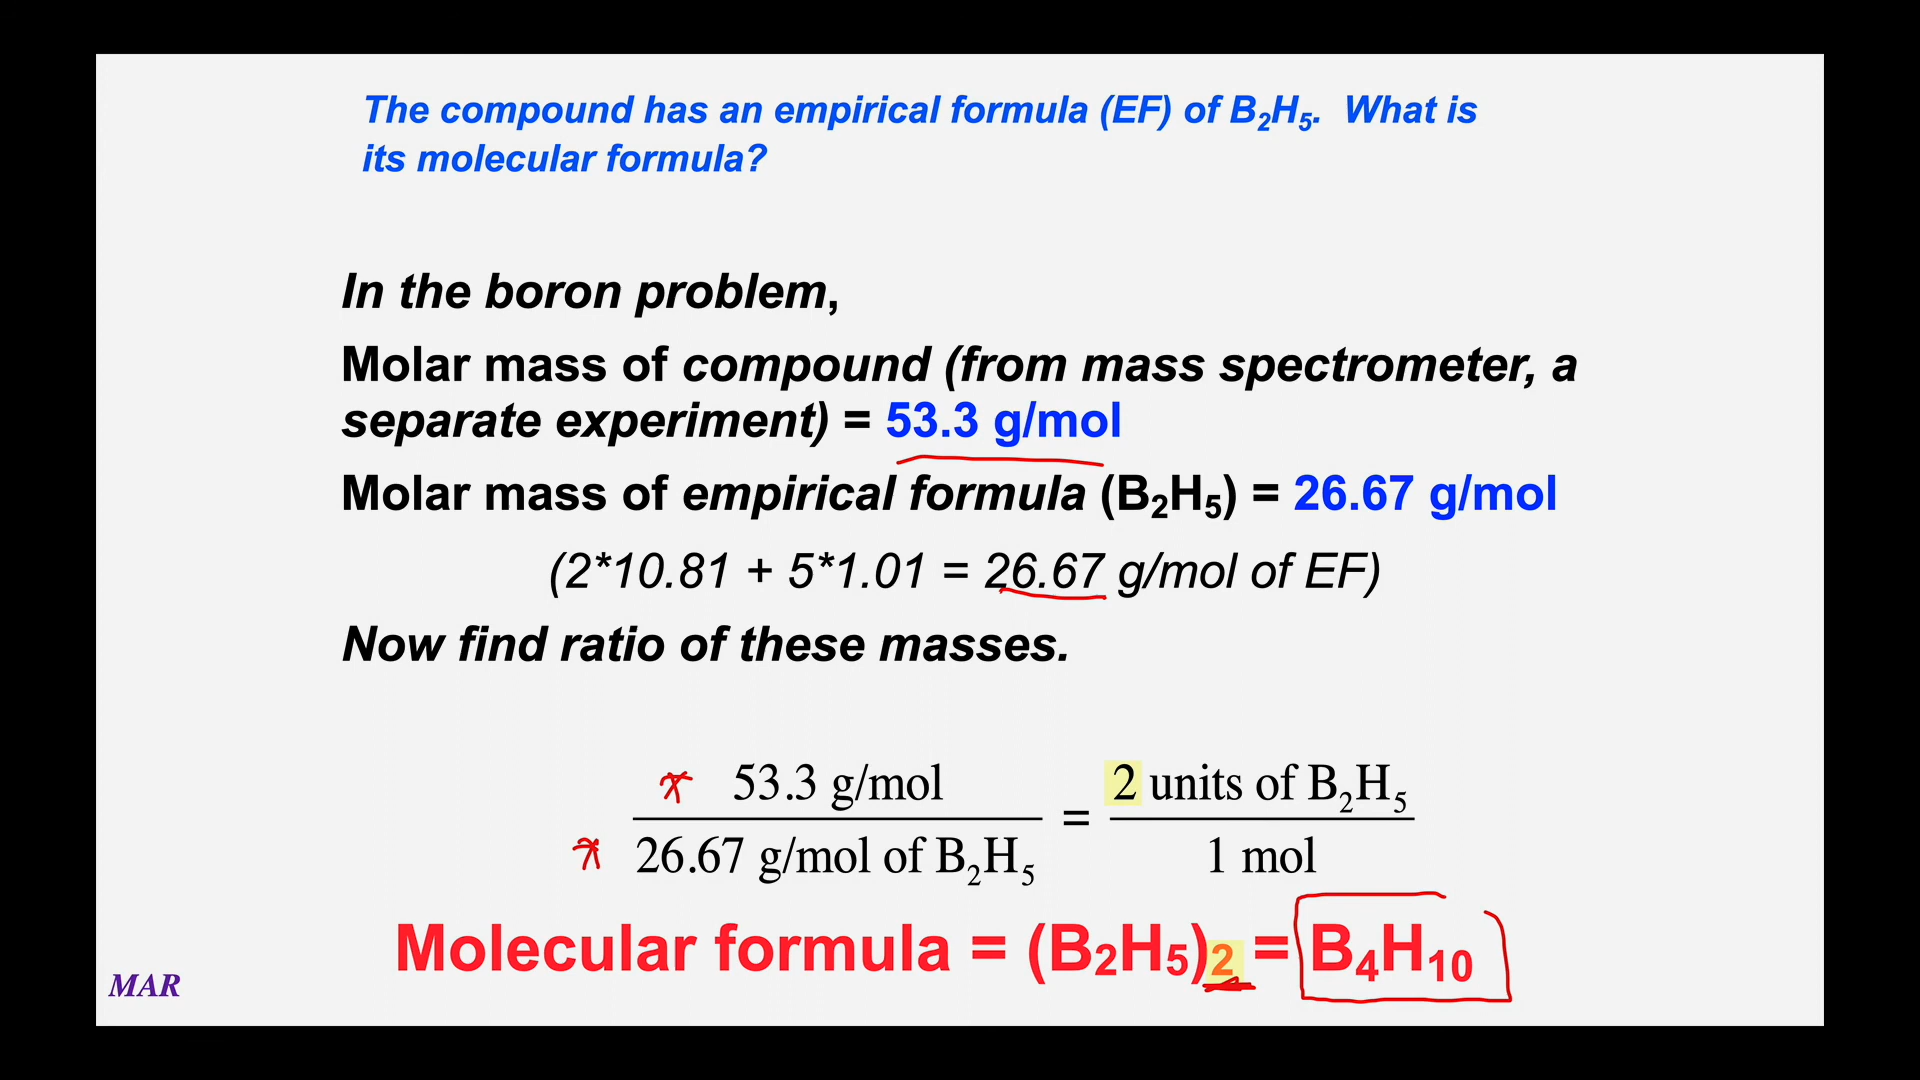 The compound has an empirical formula (EF) of B₂H₅. What is
its molecular formula?
In the boron problem,
Molar mass of compound (from mass spectrometer, a
separate experiment) = 53.3 g/mol
Molar mass of empirical formula (B₂H₅) = 26.67 g/mol
(2*10.81 + 5*1.01 = 26.67 g/mol of EF)
Now find ratio of these masses.
53.3 g/mol
26.67 g/mol of B₂H₅
=
2 units of B₂H₅
1 mol
Molecular formula = (B₂H₅)₂ = B₄H₁₀
MAR